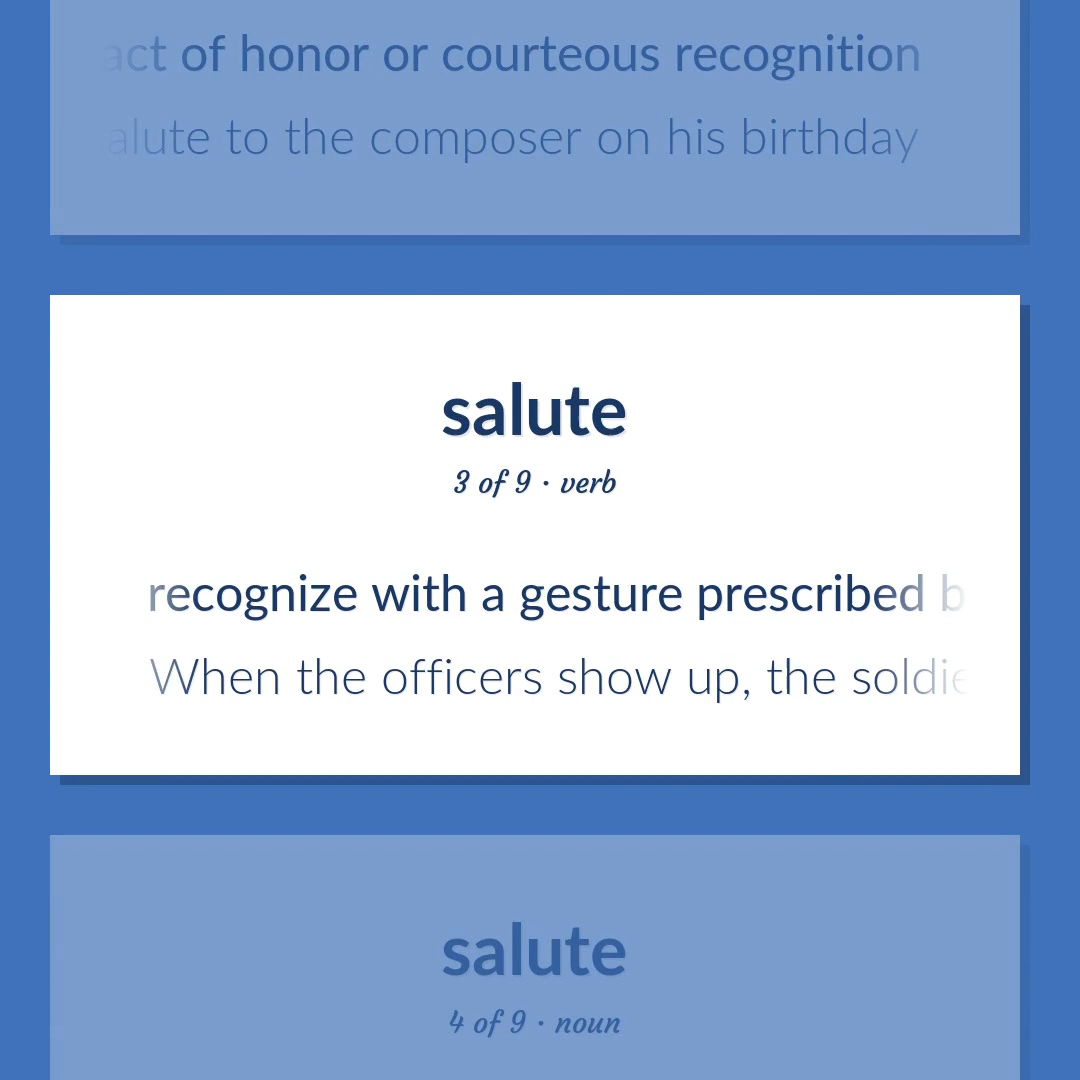 act of honor or courteous recognition
alute to the composer on his birthday
salute
3 of 9 · verb
recognize with a gesture prescribed b
When the officers show up, the soldie
salute
4 of 9 · noun